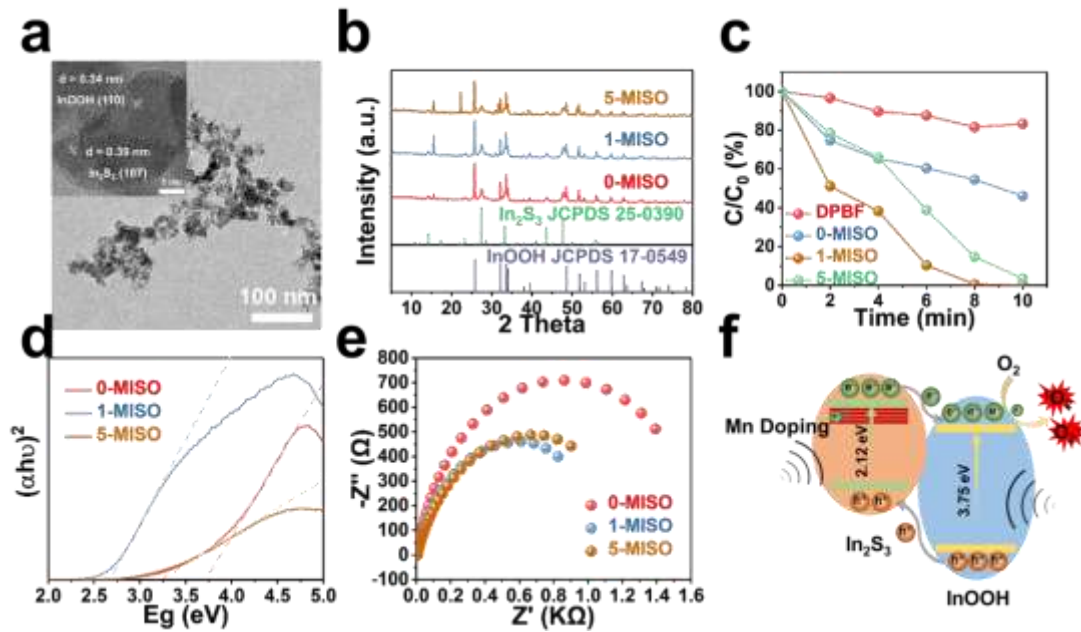 a
d = 0.34 nm
InOOH (110)
d = 0.39 nm
In₂S₃ (107)
5 nm
100 nm
b
Intensity (a.u.)
5-MISO
1-MISO
0-MISO
In₂S₃ JCPDS 25-0390
InOOH JCPDS 17-0549
10 20 30 40 50 60 70 80
2 Theta
c
C/C₀ (%)
100
80
60
40
20
0
DPBF
0-MISO
1-MISO
5-MISO
0 2 4 6 8 10
Time (min)
d
(αhυ)²
0-MISO
1-MISO
5-MISO
2.0 2.5 3.0 3.5 4.0 4.5 5.0
Eg (eV)
e
-Z'' (Ω)
800
700
600
500
400
300
200
100
0
-100
0-MISO
1-MISO
5-MISO
0.0 0.2 0.4 0.6 0.8 1.0 1.2 1.4 1.6
Z' (KΩ)
f
O₂
e⁻ e⁻ e⁻
e⁻ e⁻ e⁻ e⁻
Mn Doping
e⁻
2.12 eV
3.75 eV
h⁺ h⁺
h⁺
In₂S₃
h⁺ h⁺ h⁺
InOOH